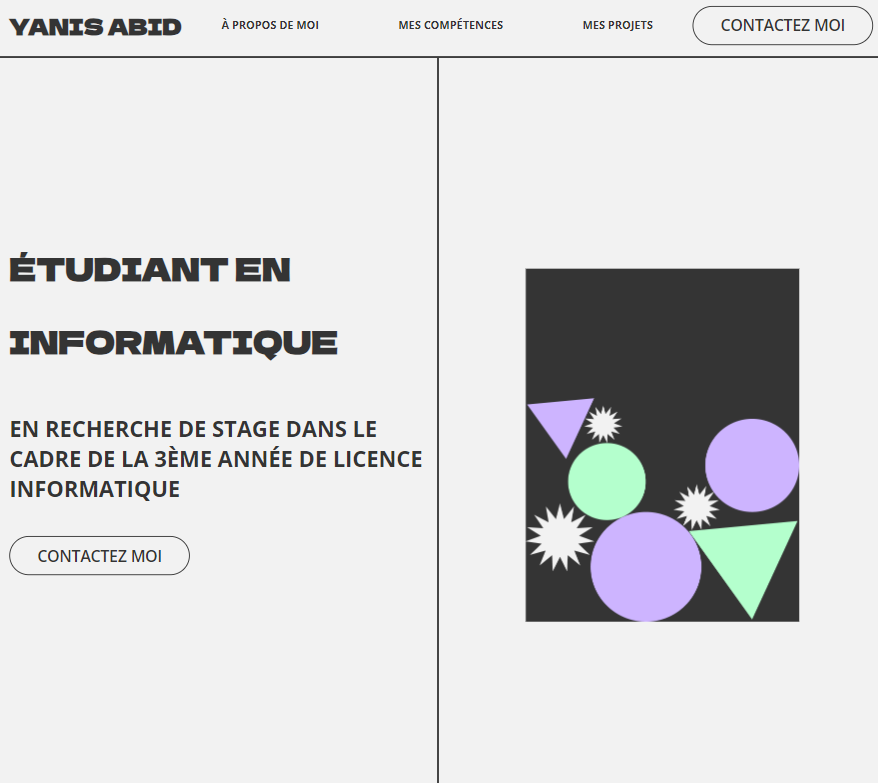 YANIS ABID
À PROPOS DE MOI
MES COMPÉTENCES
MES PROJETS
CONTACTEZ MOI
ÉTUDIANT EN
INFORMATIQUE
EN RECHERCHE DE STAGE DANS LE
CADRE DE LA 3ÈME ANNÉE DE LICENCE
INFORMATIQUE
CONTACTEZ MOI